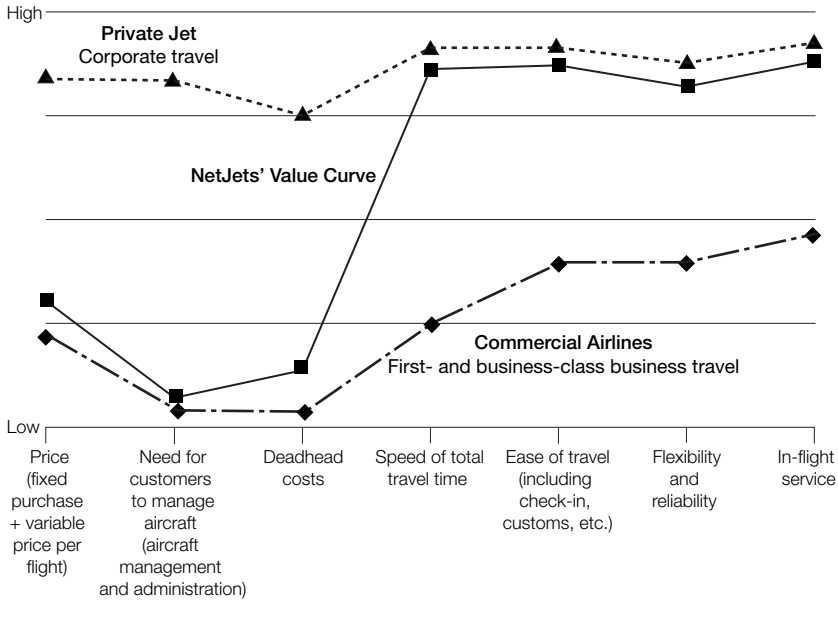 High
Private Jet
Corporate travel
NetJets’ Value Curve
Commercial Airlines
First- and business-class business travel
Low
Price
(fixed
purchase
+ variable
price per
flight)
Need for
customers
to manage
aircraft
(aircraft
management
and administration)
Deadhead
costs
Speed of total
travel time
Ease of travel
(including
check-in,
customs, etc.)
Flexibility
and
reliability
In-flight
service